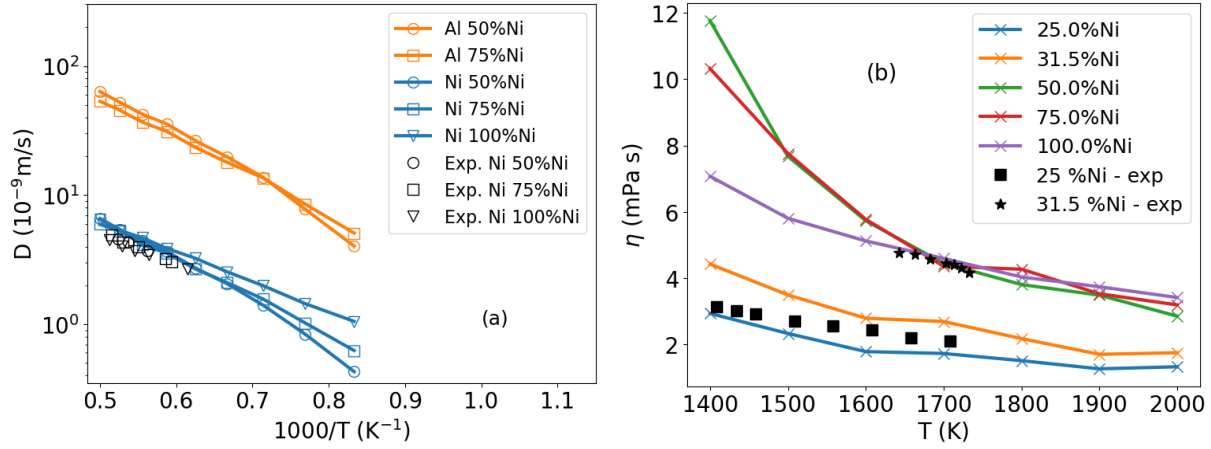 (a)
10²
10¹
10⁰
D (10⁻⁹m/s)
0.5 0.6 0.7 0.8 0.9 1.0 1.1
1000/T (K⁻¹)
Al 50%Ni
Al 75%Ni
Ni 50%Ni
Ni 75%Ni
Ni 100%Ni
Exp. Ni 50%Ni
Exp. Ni 75%Ni
Exp. Ni 100%Ni
(b)
12
10
8
6
4
2
η (mPa s)
1400 1500 1600 1700 1800 1900 2000
T (K)
25.0%Ni
31.5%Ni
50.0%Ni
75.0%Ni
100.0%Ni
25 %Ni - exp
31.5 %Ni - exp